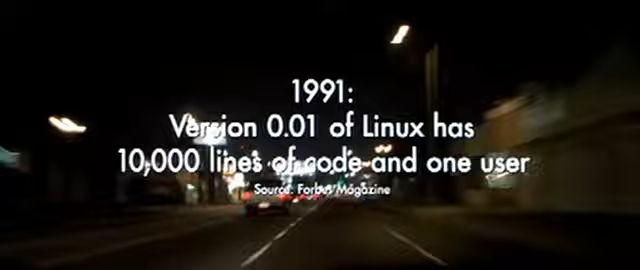 1991:
Version 0.01 of Linux has
10,000 lines of code and one user
Source: Forbes Magazine